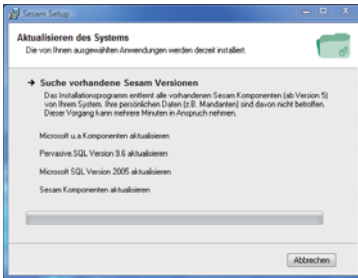 Sesam Setup
Aktualisieren des Systems
Die von Ihnen ausgewählten Anwendungen werden derzeit installiert.
Suche vorhandene Sesam Versionen
Das Installationsprogramm entfernt alle vorhandenen Sesam Komponenten (ab Version 5)
von Ihrem System. Ihre persönlichen Daten (z.B. Mandanten) sind davon nicht betroffen.
Dieser Vorgang kann mehrere Minuten in Anspruch nehmen.
Microsoft u.a Komponenten aktualisieren
Pervasive.SQL Version 9.6 aktualisieren
Microsoft SQL Version 2005 aktualisieren
Sesam Komponenten aktualisieren
Abbrechen